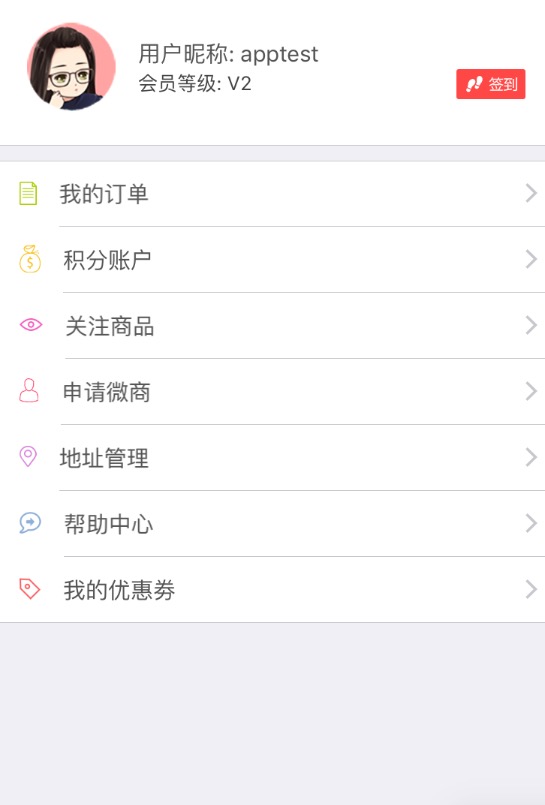 用户昵称: apptest
会员等级: V2
签到
我的订单
积分账户
关注商品
申请微商
地址管理
帮助中心
我的优惠券